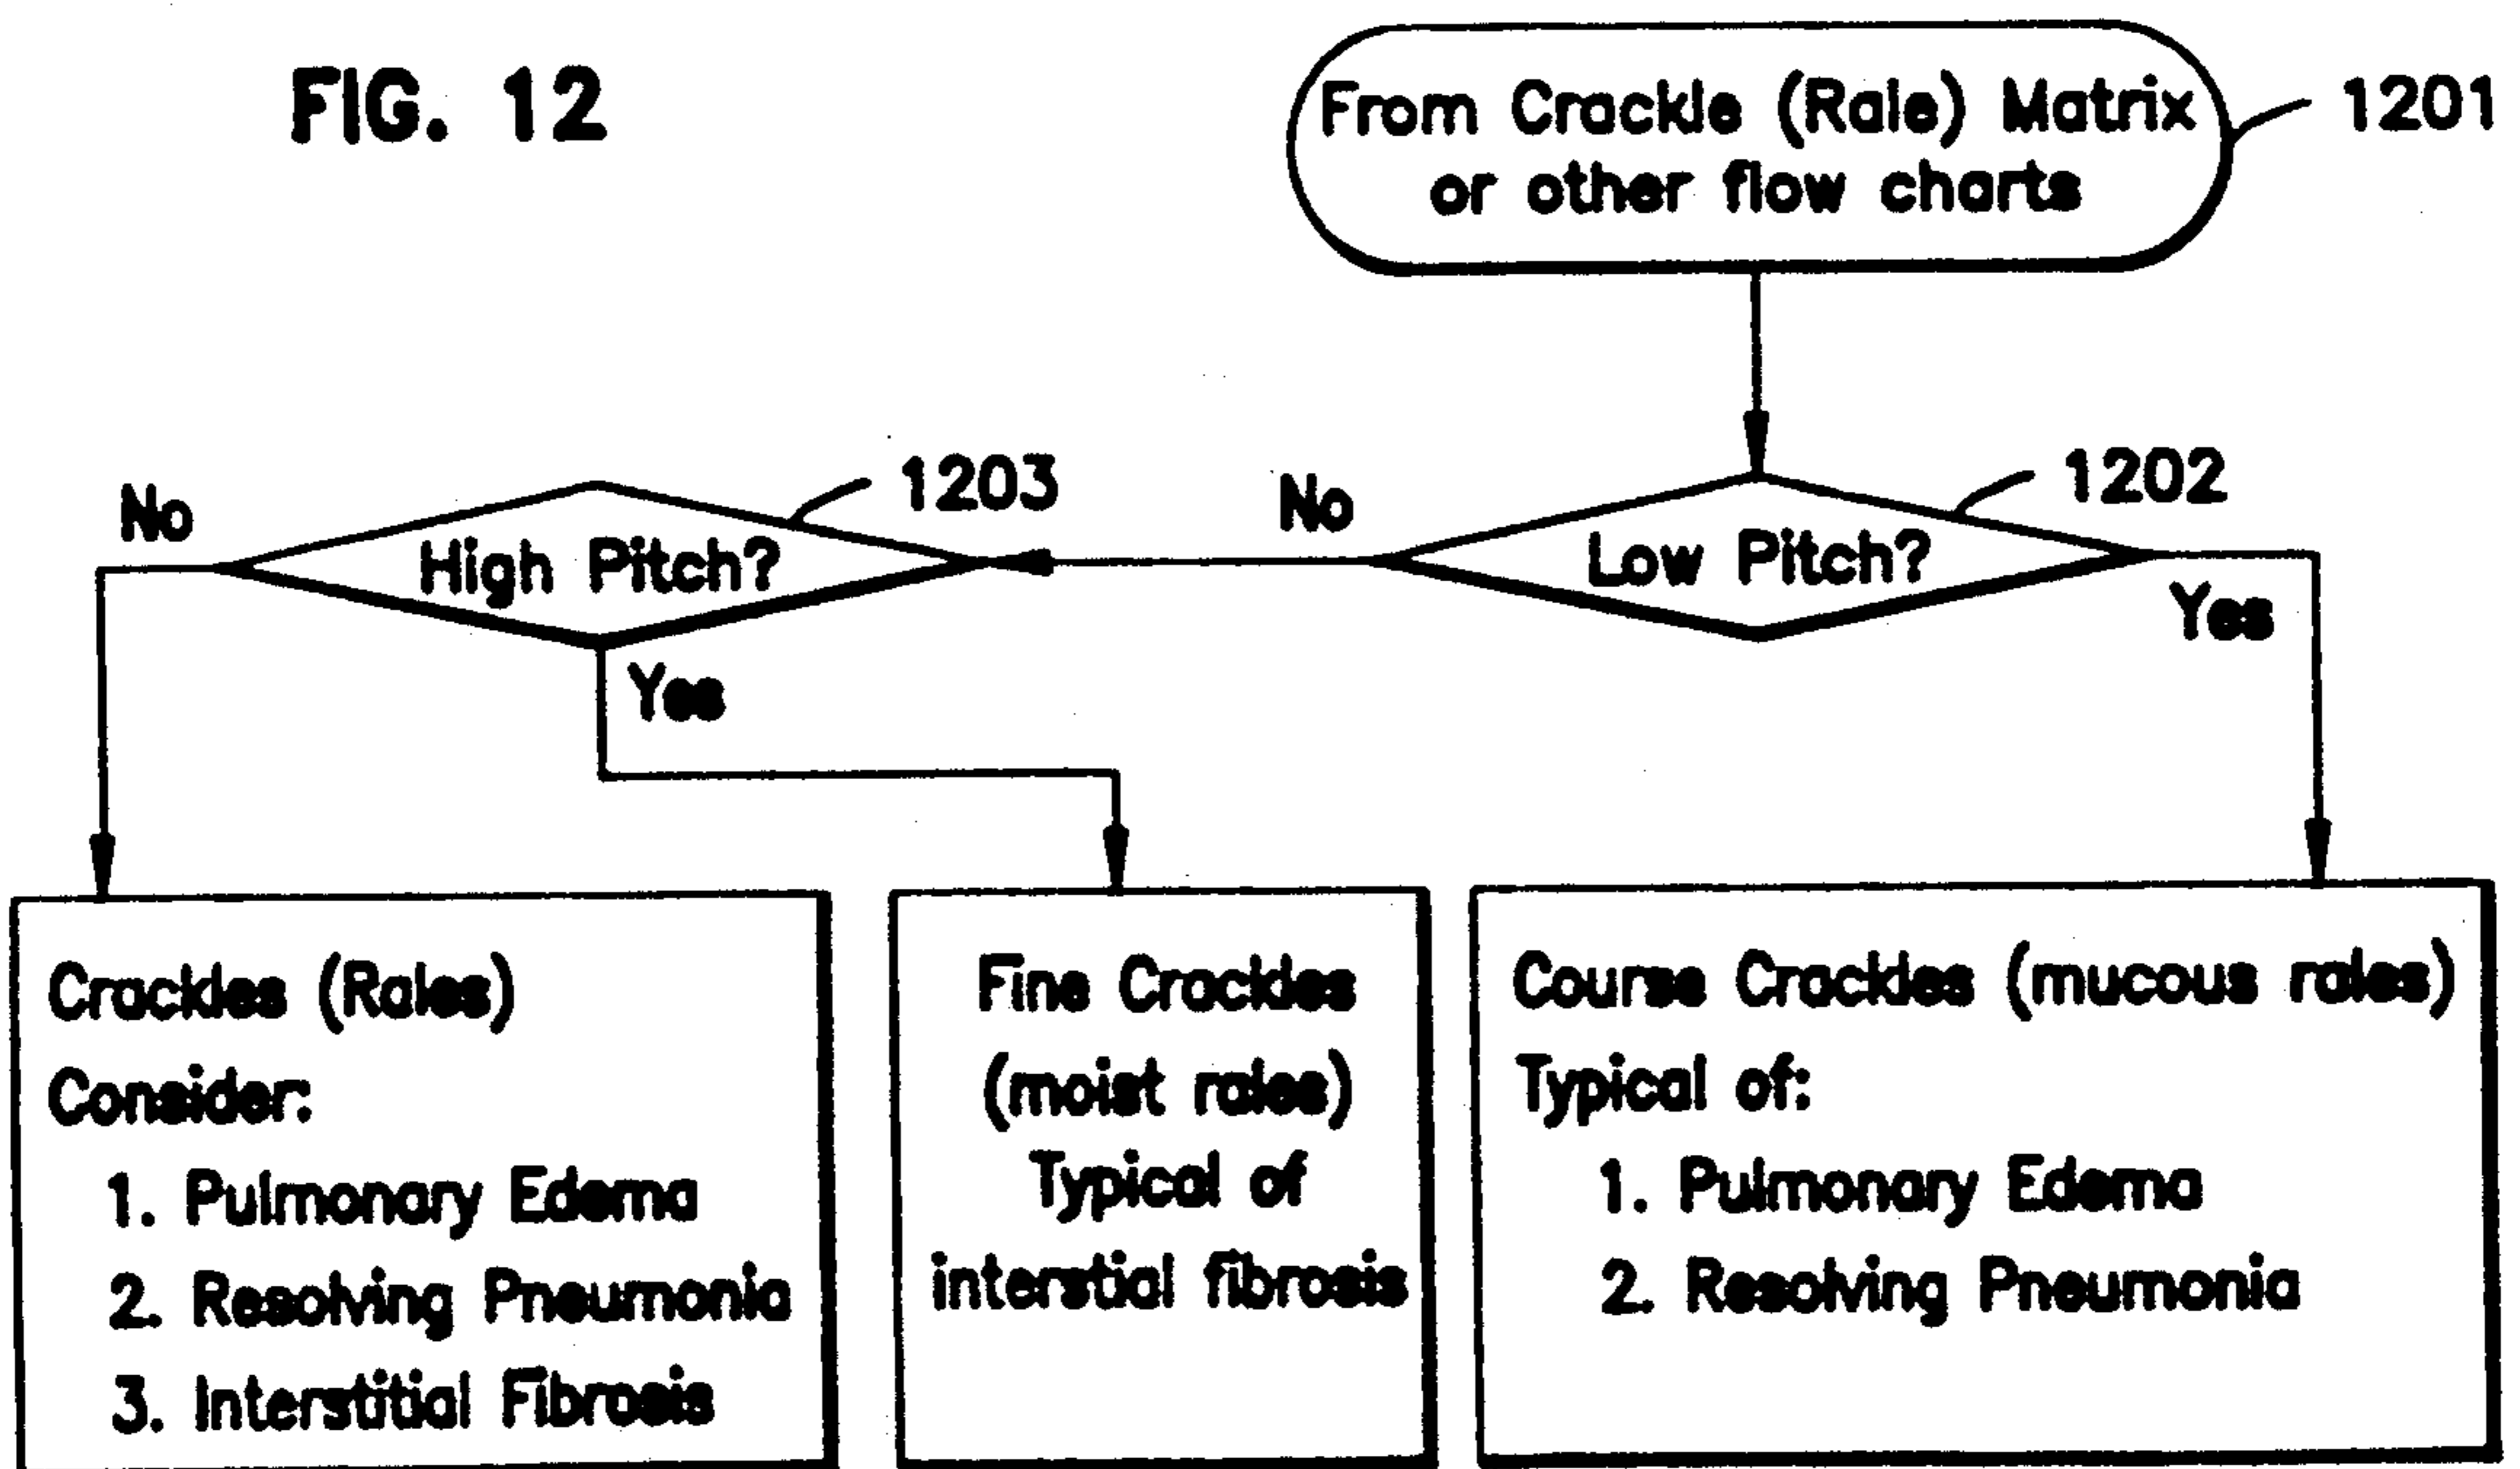 FIG. 12
From Crackle (Rale) Matrix
or other flow charts
1201
No
1203
High Pitch?
Yes
No
1202
Low Pitch?
Yes
Crackles (Rales)
Consider:
1. Pulmonary Edema
2. Resolving Pneumonia
3. Interstitial Fibrosis
Fine Crackles
(moist rales)
Typical of
interstial fibrosis
Course Crackles (mucous rales)
Typical of:
1. Pulmonary Edema
2. Resolving Pneumonia